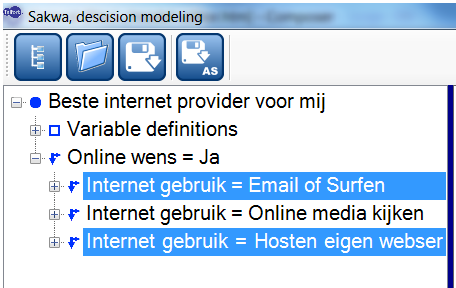 Sakwa, descision modeling
AS
Beste internet provider voor mij
Variable definitions
Online wens = Ja
Internet gebruik = Email of Surfen
Internet gebruik = Online media kijken
Internet gebruik = Hosten eigen webser